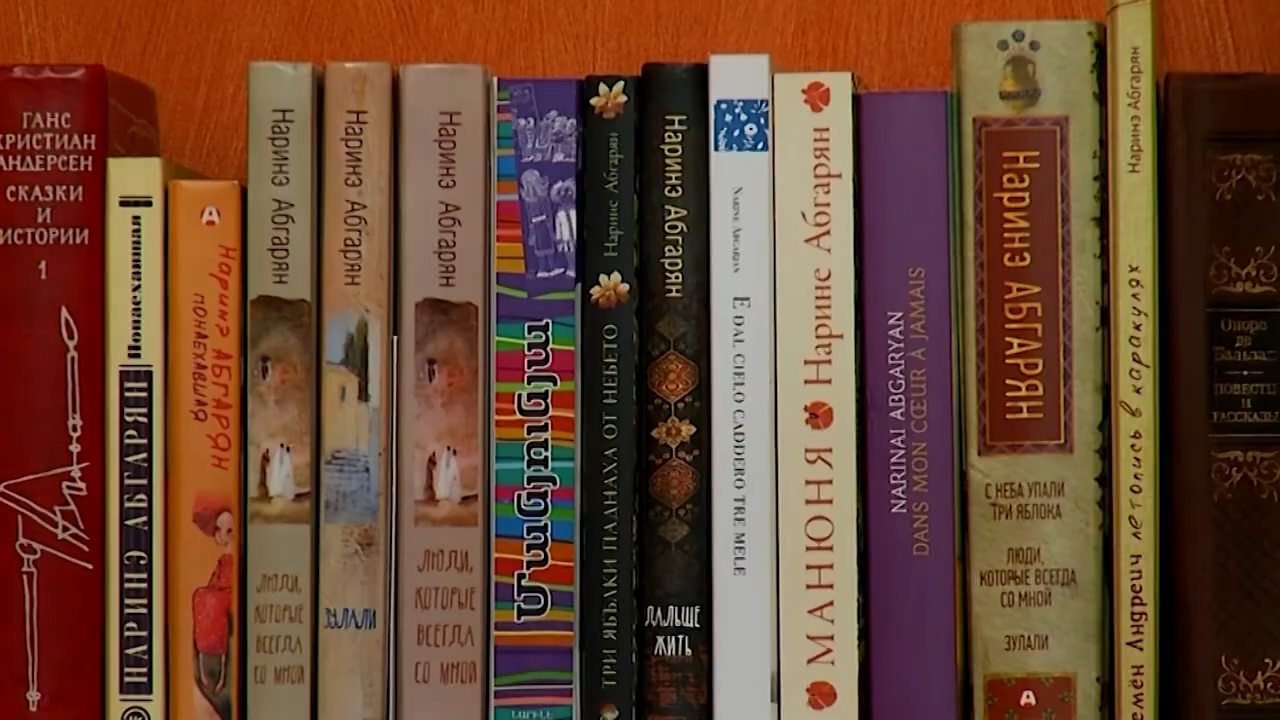 ГАНС
ХРИСТИАН
АНДЕРСЕН
СКАЗКИ
И
ИСТОРИИ
1
НАРИНЭ АБГАРЯН
Понаехавшая
Наринэ АБГАРЯН
ПОНАЕХАВШАЯ
Наринэ Абгарян
ЛЮДИ,
КОТОРЫЕ
ВСЕГДА
СО МНОЙ
Наринэ Абгарян
ЗУЛАЛИ
Наринэ Абгарян
ЛЮДИ,
КОТОРЫЕ
ВСЕГДА
СО МНОЙ
Մանյունյա
Нарине Абгарян
ТРИ ЯБЪЛКИ ПАДНАХА ОТ НЕБЕТО
Наринэ Абгарян
ДАЛЬШЕ
ЖИТЬ
NARINE ABGARJAN
E DAL CIELO CADDERO TRE MELE
МАНЮНЯ
Нарине Абгарян
NARINAI ABGARYAN
DANS MON CŒUR À JAMAIS
Наринэ АБГАРЯН
С НЕБА УПАЛИ
ТРИ ЯБЛОКА
ЛЮДИ,
КОТОРЫЕ ВСЕГДА
СО МНОЙ
ЗУЛАЛИ
Наринэ Абгарян
емён Андреич летопись в каракулях
Оноре
де
Бальзак
ПОВЕСТИ
И
РАССКАЗЫ